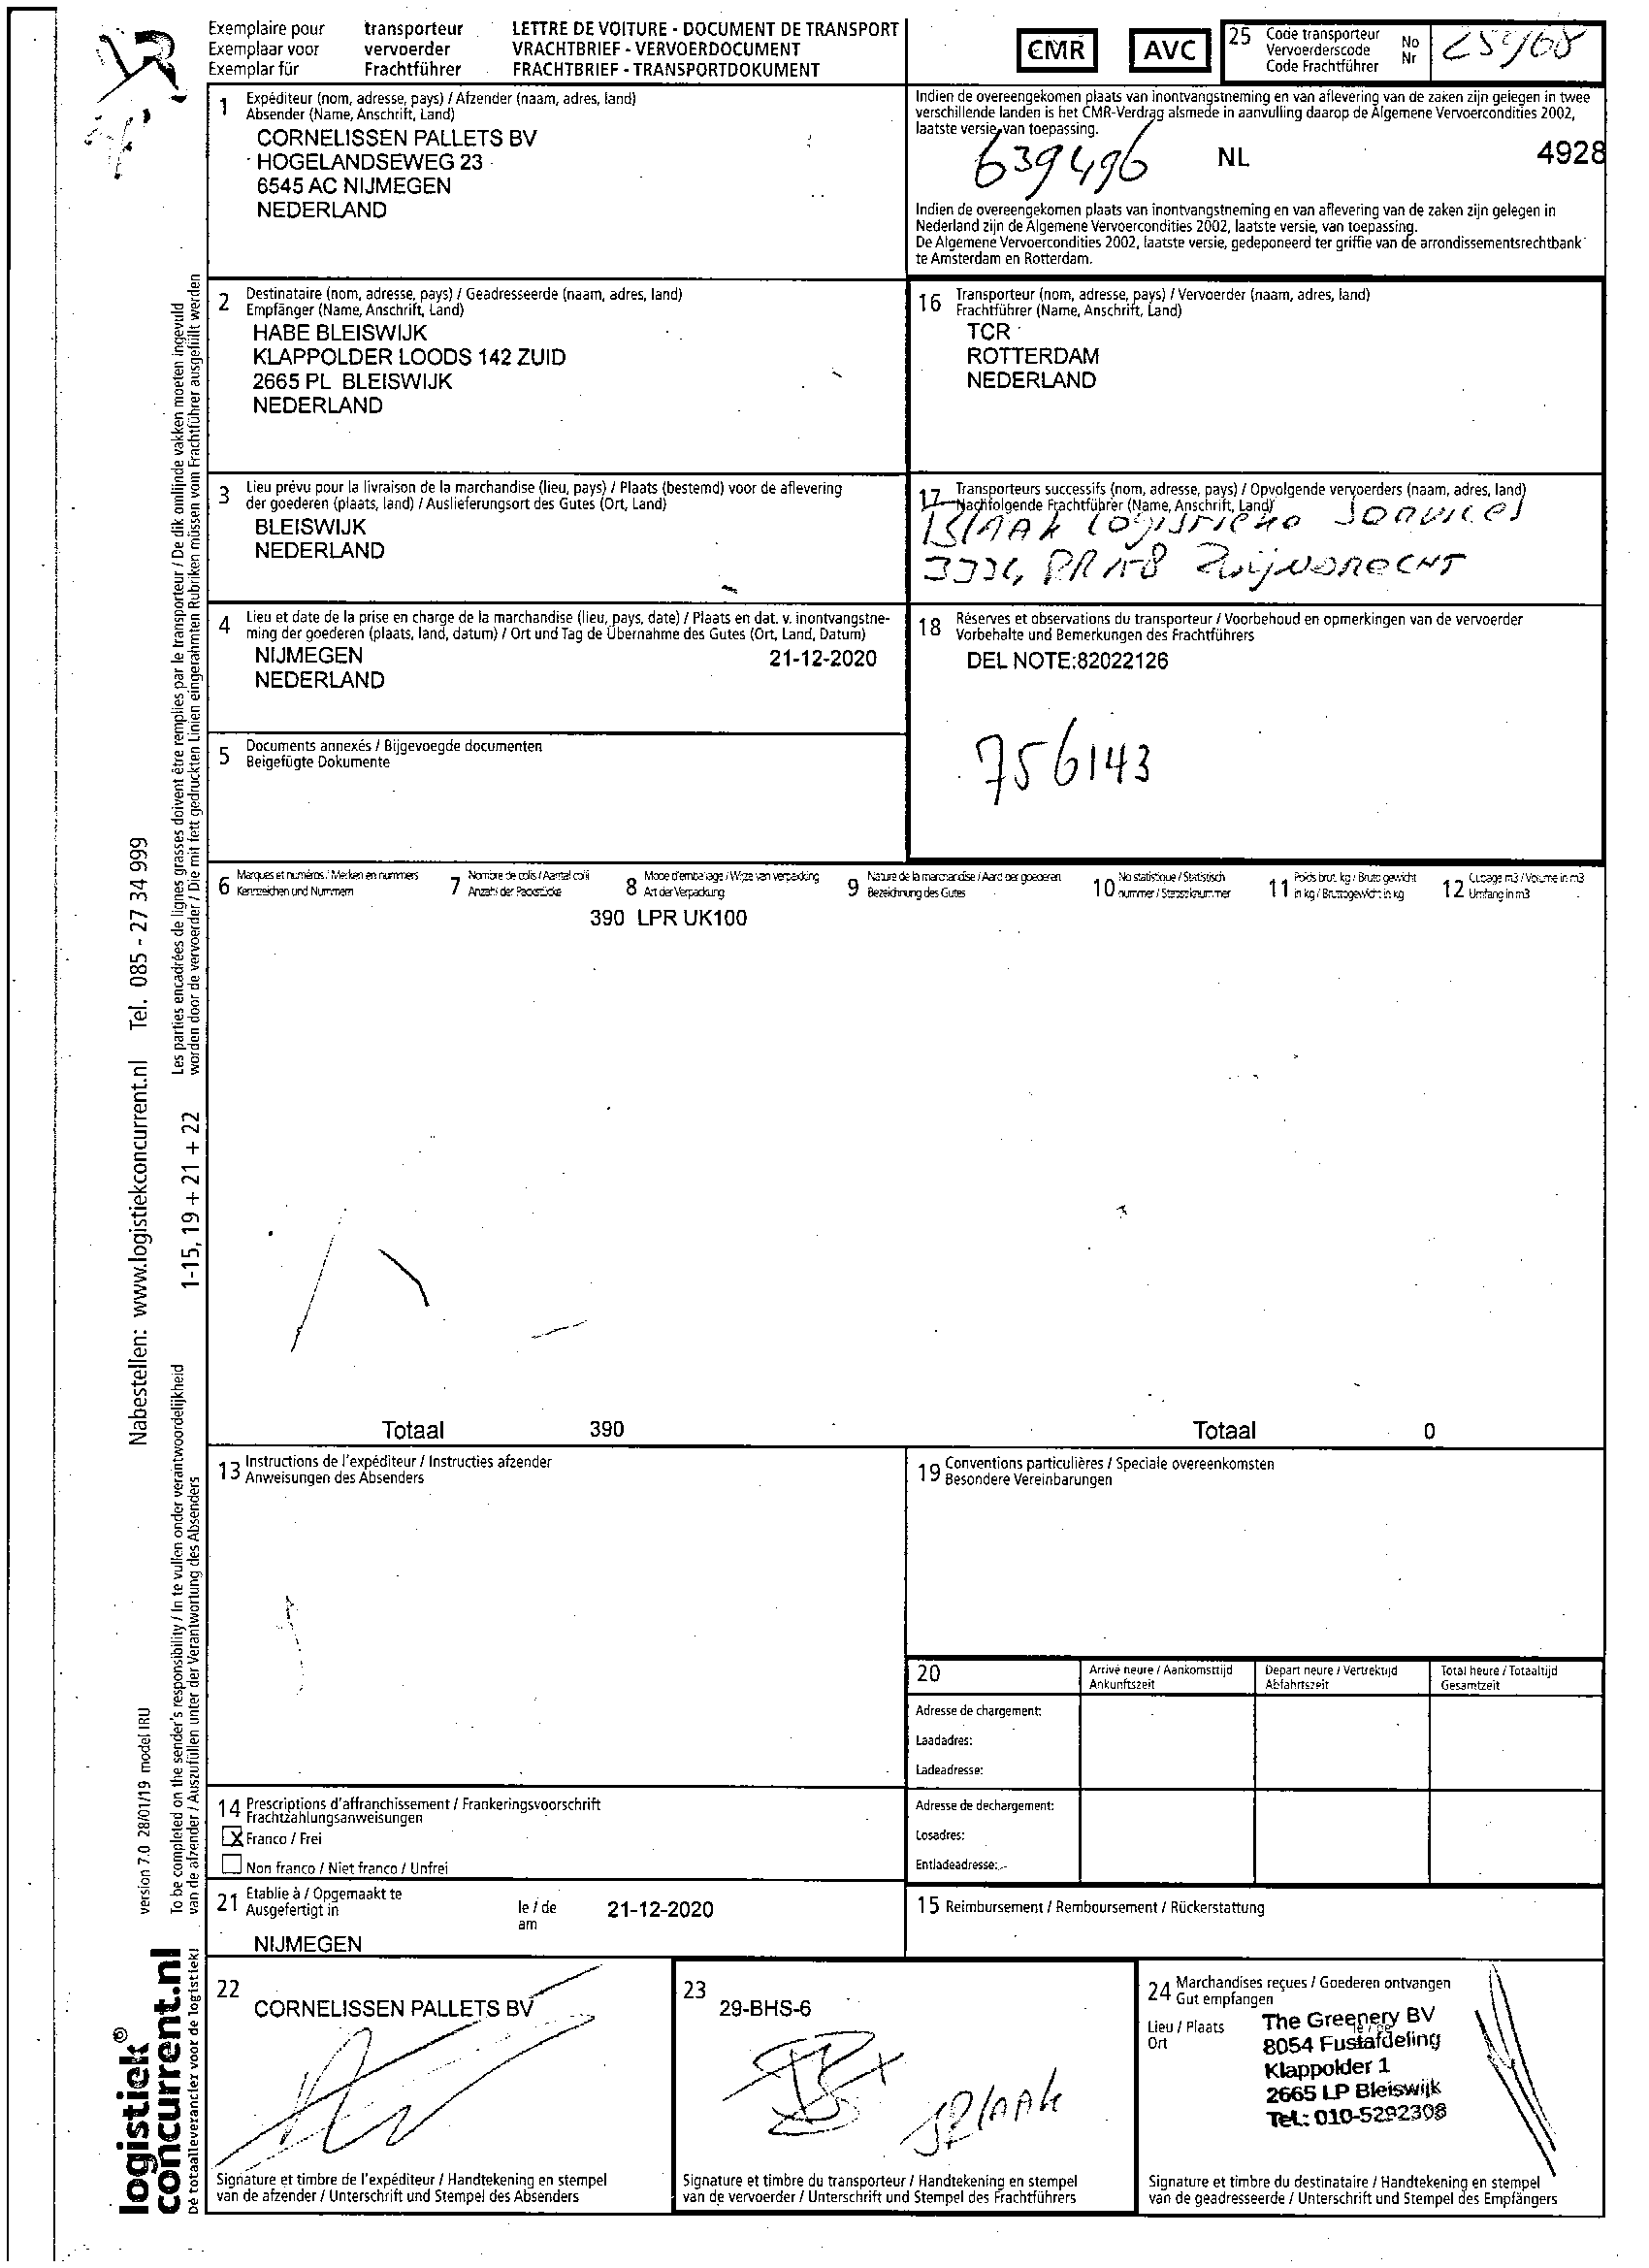 Exemplaire pour transporteur
Exemplaar voor vervoerder
Exemplar für Frachtführer
LETTRE DE VOITURE - DOCUMENT DE TRANSPORT
VRACHTBRIEF - VERVOERDOCUMENT
FRACHTBRIEF - TRANSPORTDOKUMENT
CMR
AVC
25 Code transporteur
Vervoerderscode
Code Frachtführer
No
Nr
1 Expéditeur (nom, adresse, pays) / Afzender (naam, adres, land)
Absender (Name, Anschrift, Land)
CORNELISSEN PALLETS BV
HOGELANDSEWEG 23
6545 AC NIJMEGEN
NEDERLAND
Indien de overeengekomen plaats van inontvangstneming en van aflevering van de zaken zijn gelegen in twee
verschillende landen is het CMR-Verdrag alsmede in aanvulling daarop de Algemene Vervoercondities 2002,
laatste versie, van toepassing.
639496
NL 4928
Indien de overeengekomen plaats van inontvangstneming en van aflevering van de zaken zijn gelegen in
Nederland zijn de Algemene Vervoercondities 2002, laatste versie, van toepassing.
De Algemene Vervoercondities 2002, laatste versie, gedeponeerd ter griffie van de arrondissementsrechtbank
te Amsterdam en Rotterdam.
2 Destinataire (nom, adresse, pays) / Geadresseerde (naam, adres, land)
Empfänger (Name, Anschrift, Land)
HABE BLEISWIJK
KLAPPOLDER LOODS 142 ZUID
2665 PL BLEISWIJK
NEDERLAND
16 Transporteur (nom, adresse, pays) / Vervoerder (naam, adres, land)
Frachtführer (Name, Anschrift, Land)
TCR
ROTTERDAM
NEDERLAND
3 Lieu prévu pour la livraison de la marchandise (lieu, pays) / Plaats (bestemd) voor de aflevering
der goederen (plaats, land) / Auslieferungsort des Gutes (Ort, Land)
BLEISWIJK
NEDERLAND
17 Transporteurs successifs (nom, adresse, pays) / Opvolgende vervoerders (naam, adres, land)
Nachfolgende Frachtführer (Name, Anschrift, Land)
Blaak Logistieke Services
Zwijndrecht
4 Lieu et date de la prise en charge de la marchandise (lieu, pays, date) / Plaats en dat. v. inontvangstne-
ming der goederen (plaats, land, datum) / Ort und Tag de Übernahme des Gutes (Ort, Land, Datum)
NIJMEGEN 21-12-2020
NEDERLAND
18 Réserves et observations du transporteur / Voorbehoud en opmerkingen van de vervoerder
Vorbehalte und Bemerkungen des Frachtführers
DEL NOTE:82022126
756143
5 Documents annexés / Bijgevoegde documenten
Beigefügte Dokumente
6 Marques et numéros / Merken en nummers
Kennzeichen und Nummern
7 Nombre de colis / Aantal colli
Anzahl der Packstücke
8 Mode d'emballage / Wijze van verpakking
Art der Verpackung
9 Nature de la marchandise / Aard der goederen
Bezeichnung des Gutes
10 No statistique / Statistisch
nummer / Statistiknummer
11 Poids brut, kg / Bruto gewicht
in kg / Bruttogewicht in kg
12 Cubage m3 / Volume in m3
Umfang in m3
390 LPR UK100
Totaal 390
Totaal 0
13 Instructions de l'expéditeur / Instructies afzender
Anweisungen des Absenders
19 Conventions particulières / Speciale overeenkomsten
Besondere Vereinbarungen
20
Arrivé heure / Aankomsttijd
Ankunftszeit
Depart heure / Vertrektijd
Abfahrtszeit
Total heure / Totaaltijd
Gesamtzeit
Adresse de chargement:
Laadadres:
Ladeadresse:
Adresse de dechargement:
Losadres:
Entladeadresse:
14 Prescriptions d'affranchissement / Frankeringsvoorschrift
Frachtzahlungsanweisungen
X Franco / Frei
Non franco / Niet franco / Unfrei
21 Etablie à / Opgemaakt te
Ausgefertigt in
le / de
am
21-12-2020
NIJMEGEN
15 Reimbursement / Remboursement / Rückerstattung
22
CORNELISSEN PALLETS BV
Signature et timbre de l'expéditeur / Handtekening en stempel
van de afzender / Unterschrift und Stempel des Absenders
23
29-BHS-6
Blaak
Signature et timbre du transporteur / Handtekening en stempel
van de vervoerder / Unterschrift und Stempel des Frachtführers
24 Marchandises reçues / Goederen ontvangen
Gut empfangen
Lieu / Plaats
Ort
le / de
The Greenery BV
8054 Fustafdeling
Klappolder 1
2665 LP Bleiswijk
Tel.: 010-5292308
Signature et timbre du destinataire / Handtekening en stempel
van de geadresseerde / Unterschrift und Stempel des Empfängers
Les parties encadrées de lignes grasses doivent être remplies par le transporteur / De dik omlijnde vakken moeten ingevuld
worden door de vervoerder / Die mit fett gedruckten Linien eingerahmten Rubriken müssen vom Frachtführer ausgefüllt werden
1-15, 19 + 21 + 22
To be completed on the sender's responsibility / In te vullen onder verantwoordelijkheid
van de afzender / Auszufüllen unter der Verantwortung des Absenders
Nabestellen: www.logistiekconcurrent.nl Tel. 085 - 27 34 999
version 7.0 28/01/19 model IRU
logistiek©
concurrent.nl
Dé totaalleverancier voor de logistiek!